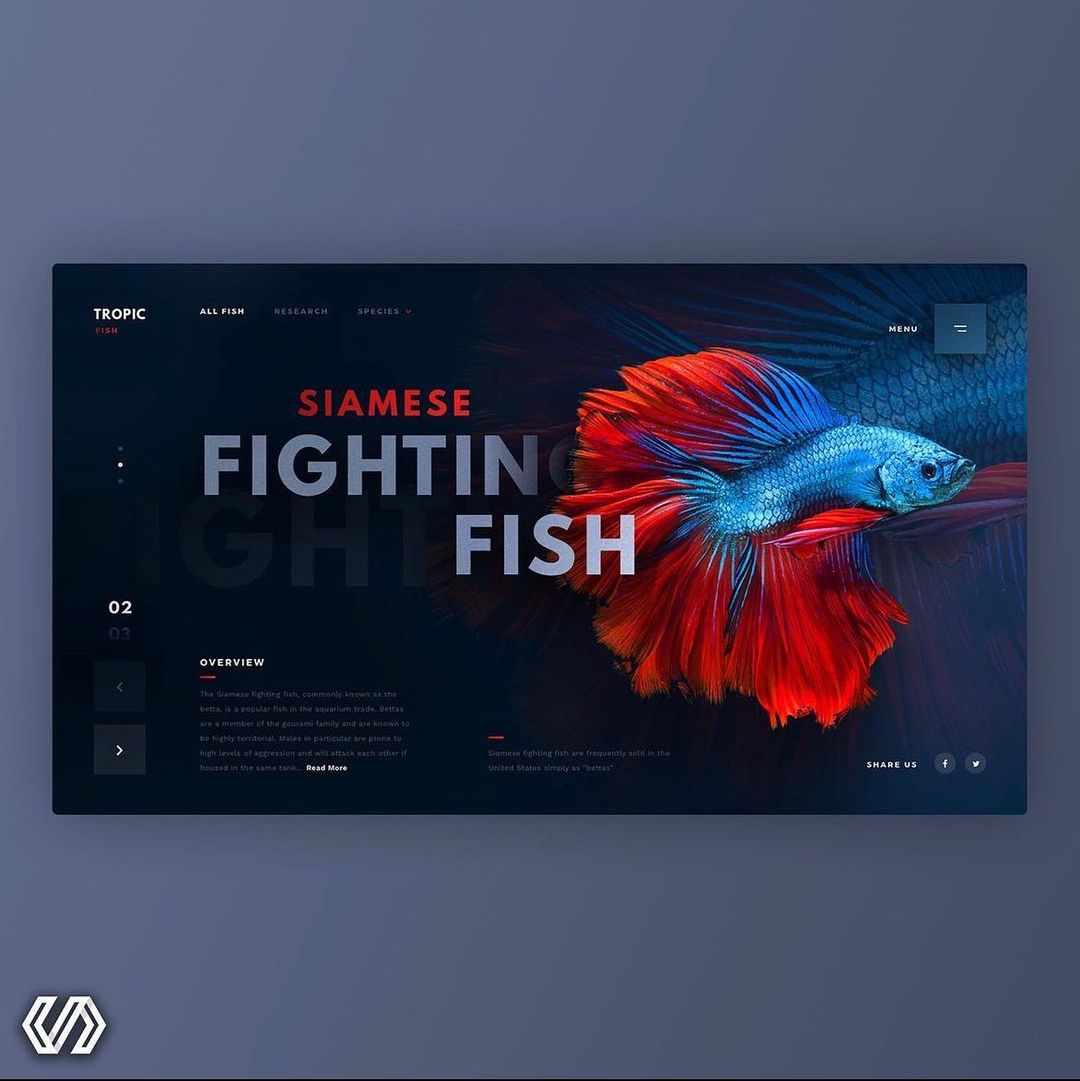 TROPIC
FISH
ALL FISH
RESEARCH
SPECIES
MENU
SIAMESE
FIGHTING
FISH
IGHT
02
03
OVERVIEW
The Siamese fighting fish, commonly known as the
betta, is a popular fish in the aquarium trade. Bettas
are a member of the gourami family and are known to
be highly territorial. Males in particular are prone to
high levels of aggression and will attack each other if
housed in the same tank... Read More
Siamese fighting fish are frequently sold in the
United States simply as "bettas"
SHARE US